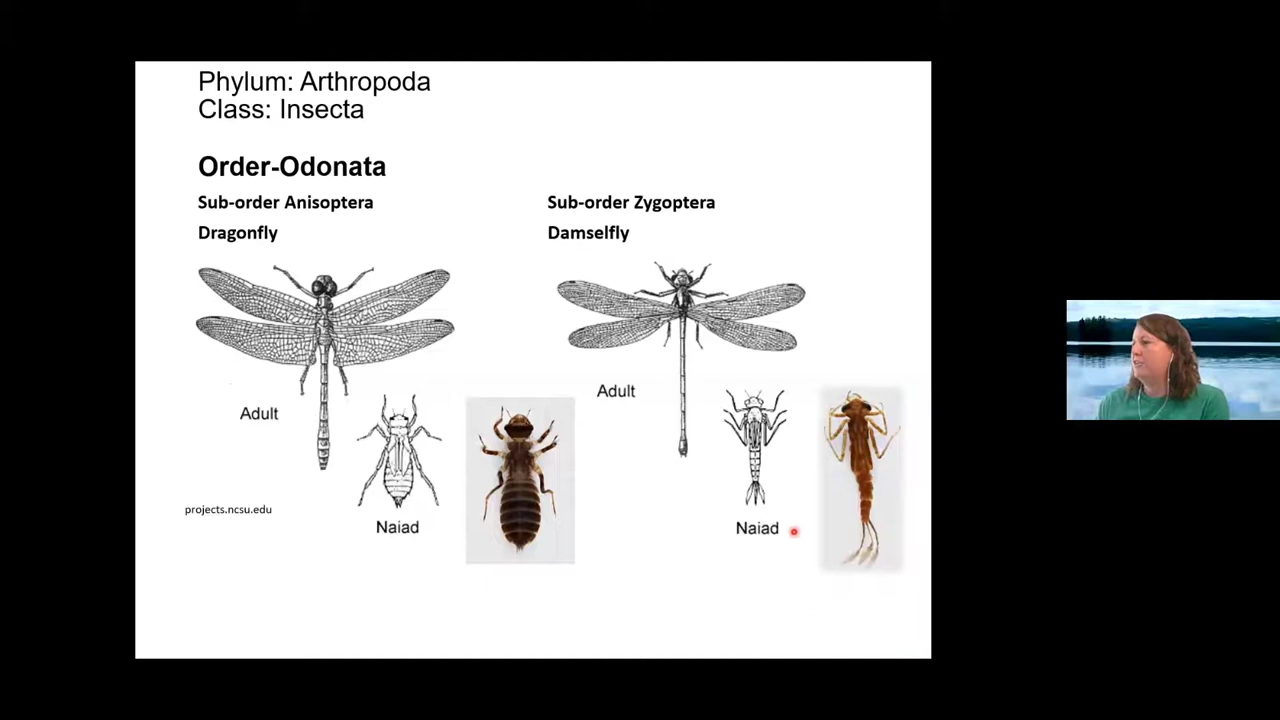 Phylum: Arthropoda
Class: Insecta
Order-Odonata
Sub-order Anisoptera
Dragonfly
Sub-order Zygoptera
Damselfly
Adult
Naiad
projects.ncsu.edu
Adult
Naiad